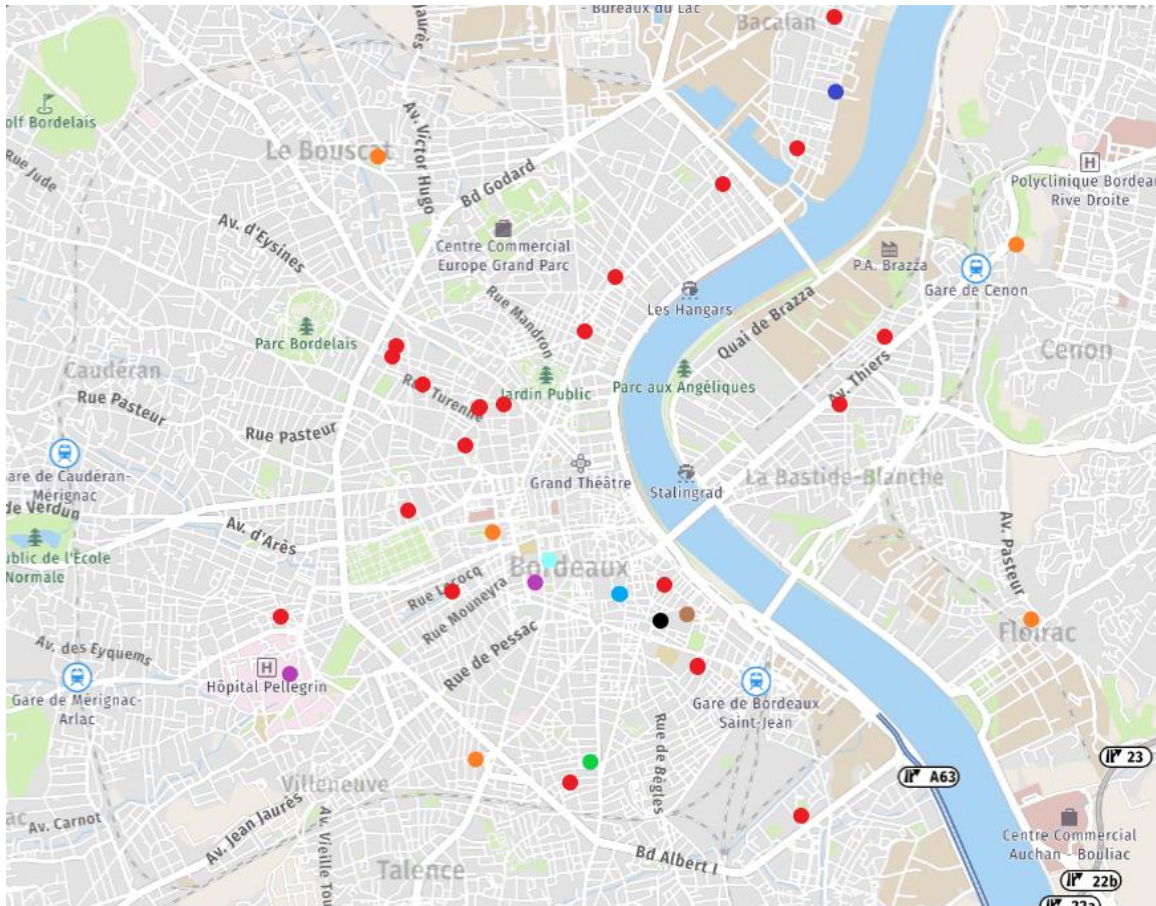 - Bureaux du Lac
Bacalan
olf Bordelais
Rue Jude
Le Bouscat
Av. Victor Hugo
Bd Godard
H
Polyclinique Bordeau
Rive Droite
Av. d'Eysines
Centre Commercial
Europe Grand Parc
P.A. Brazza
Gare de Cenon
Rue Mandron
Les Hangars
Quai de Brazza
Parc Bordelais
Cenon
Caudéran
Rue Pasteur
Rue Pasteur
Rue Turenne
Jardin Public
Parc aux Angéliques
Av. Thiers
are de Caudéran-
Mérignac
Grand Théâtre
Stalingrad
La Bastide-Blanche
de Verdun
Av. d'Arès
ublic de l'École
Normale
Bordeaux
Rue Lecocq
Rue Mouneyra
Av. Pasteur
Rue de Pessac
Floirac
Av. des Eyquems
H
Hôpital Pellegrin
Gare de Mérignac-
Arlac
Gare de Bordeaux
Saint-Jean
Rue de Bègles
23
A63
Villeneuve
Av. Carnot
Av. Jean Jaurès
Av. Vieille Tou
Talence
Bd Albert I
Centre Commercial
Auchan - Bouliac
22b
22a